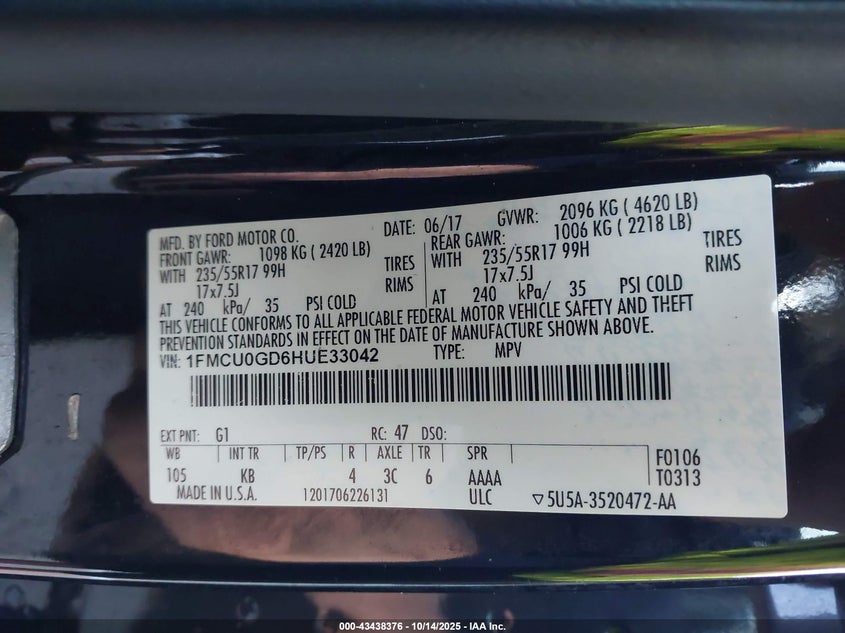 MFD. BY FORD MOTOR CO.
DATE: 06/17 GVWR: 2096 KG ( 4620 LB)
FRONT GAWR: 1098 KG ( 2420 LB)
REAR GAWR: 1006 KG ( 2218 LB)
WITH 235/55R17 99H TIRES
WITH 235/55R17 99H TIRES
17x7.5J RIMS
17x7.5J RIMS
AT 240 kPa/ 35 PSI COLD
AT 240 kPa/ 35 PSI COLD
THIS VEHICLE CONFORMS TO ALL APPLICABLE FEDERAL MOTOR VEHICLE SAFETY AND THEFT
PREVENTION STANDARDS IN EFFECT ON THE DATE OF MANUFACTURE SHOWN ABOVE.
VIN: 1FMCU0GD6HUE33042 TYPE: MPV
EXT PNT: G1 RC: 47 DSO:
WB INT TR TP/PS R AXLE TR SPR F0106
105 KB 4 3C 6 AAAA T0313
MADE IN U.S.A. 1201706226131 ULC ▽5U5A-3520472-AA
000-43438376 - 10/14/2025 - IAA Inc.